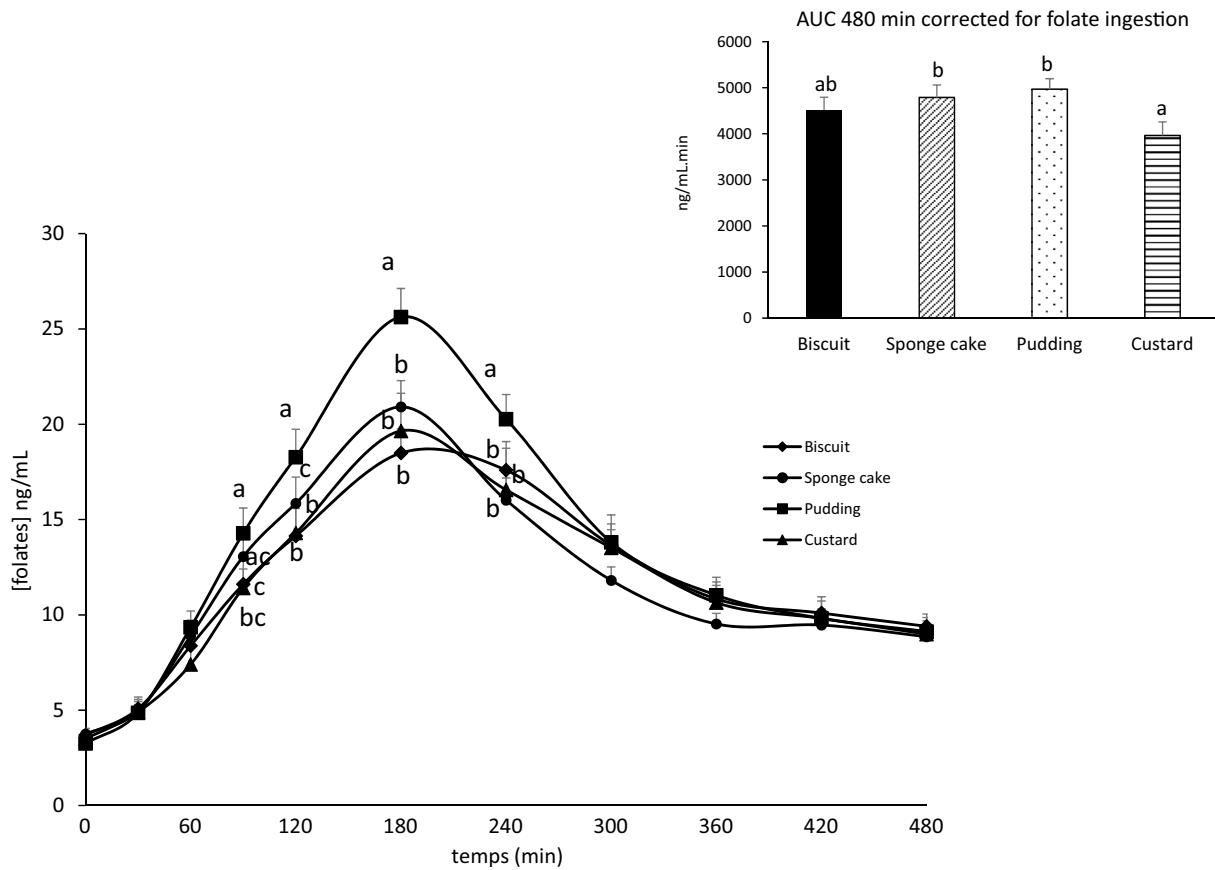 AUC 480 min corrected for folate ingestion
6000
5000
4000
3000
2000
1000
0
ng/mL.min
ab
b
b
a
Biscuit
Sponge cake
Pudding
Custard
30
25
20
15
10
5
0
[folates] ng/mL
a
b
a
a
b
b
c
b
b
b
a
b
b
ac
c
bc
Biscuit
Sponge cake
Pudding
Custard
0
60
120
180
240
300
360
420
480
temps (min)